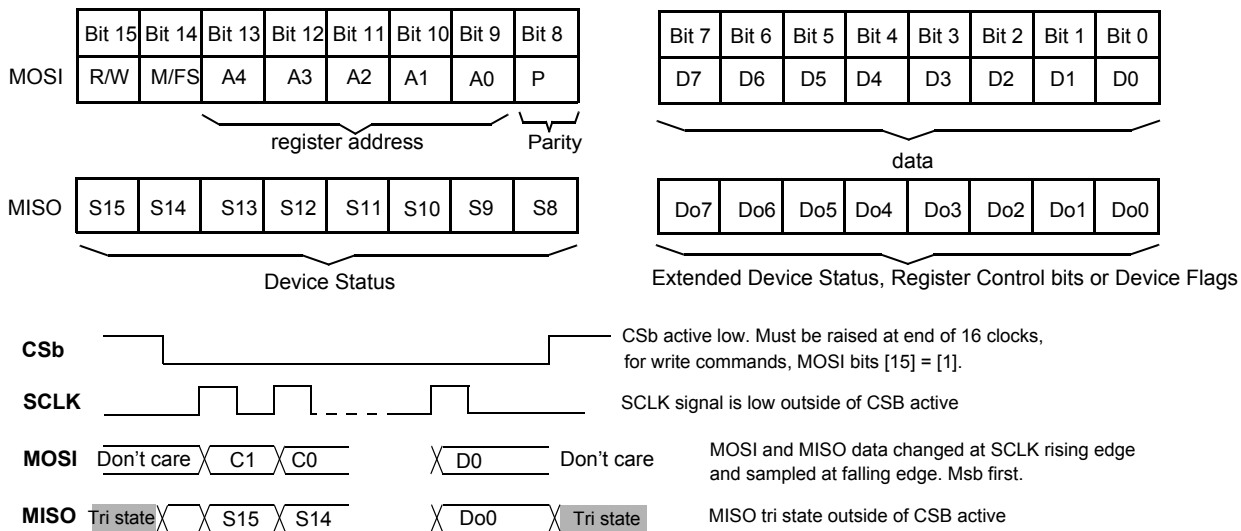 Bit 15 Bit 14 Bit 13 Bit 12 Bit 11 Bit 10 Bit 9 Bit 8 Bit 7 Bit 6 Bit 5 Bit 4 Bit 3 Bit 2 Bit 1 Bit 0
MOSI R/W M/FS A4 A3 A2 A1 A0 P D7 D6 D5 D4 D3 D2 D1 D0
register address Parity data
MISO S15 S14 S13 S12 S11 S10 S9 S8 Do7 Do6 Do5 Do4 Do3 Do2 Do1 Do0
Device Status Extended Device Status, Register Control bits or Device Flags
CSb CSb active low. Must be raised at end of 16 clocks,
for write commands, MOSI bits [15] = [1].
SCLK SCLK signal is low outside of CSB active
MOSI Don't care C1 C0 D0 Don't care MOSI and MISO data changed at SCLK rising edge
and sampled at falling edge. Msb first.
MISO Tri state S15 S14 Do0 Tri state MISO tri state outside of CSB active